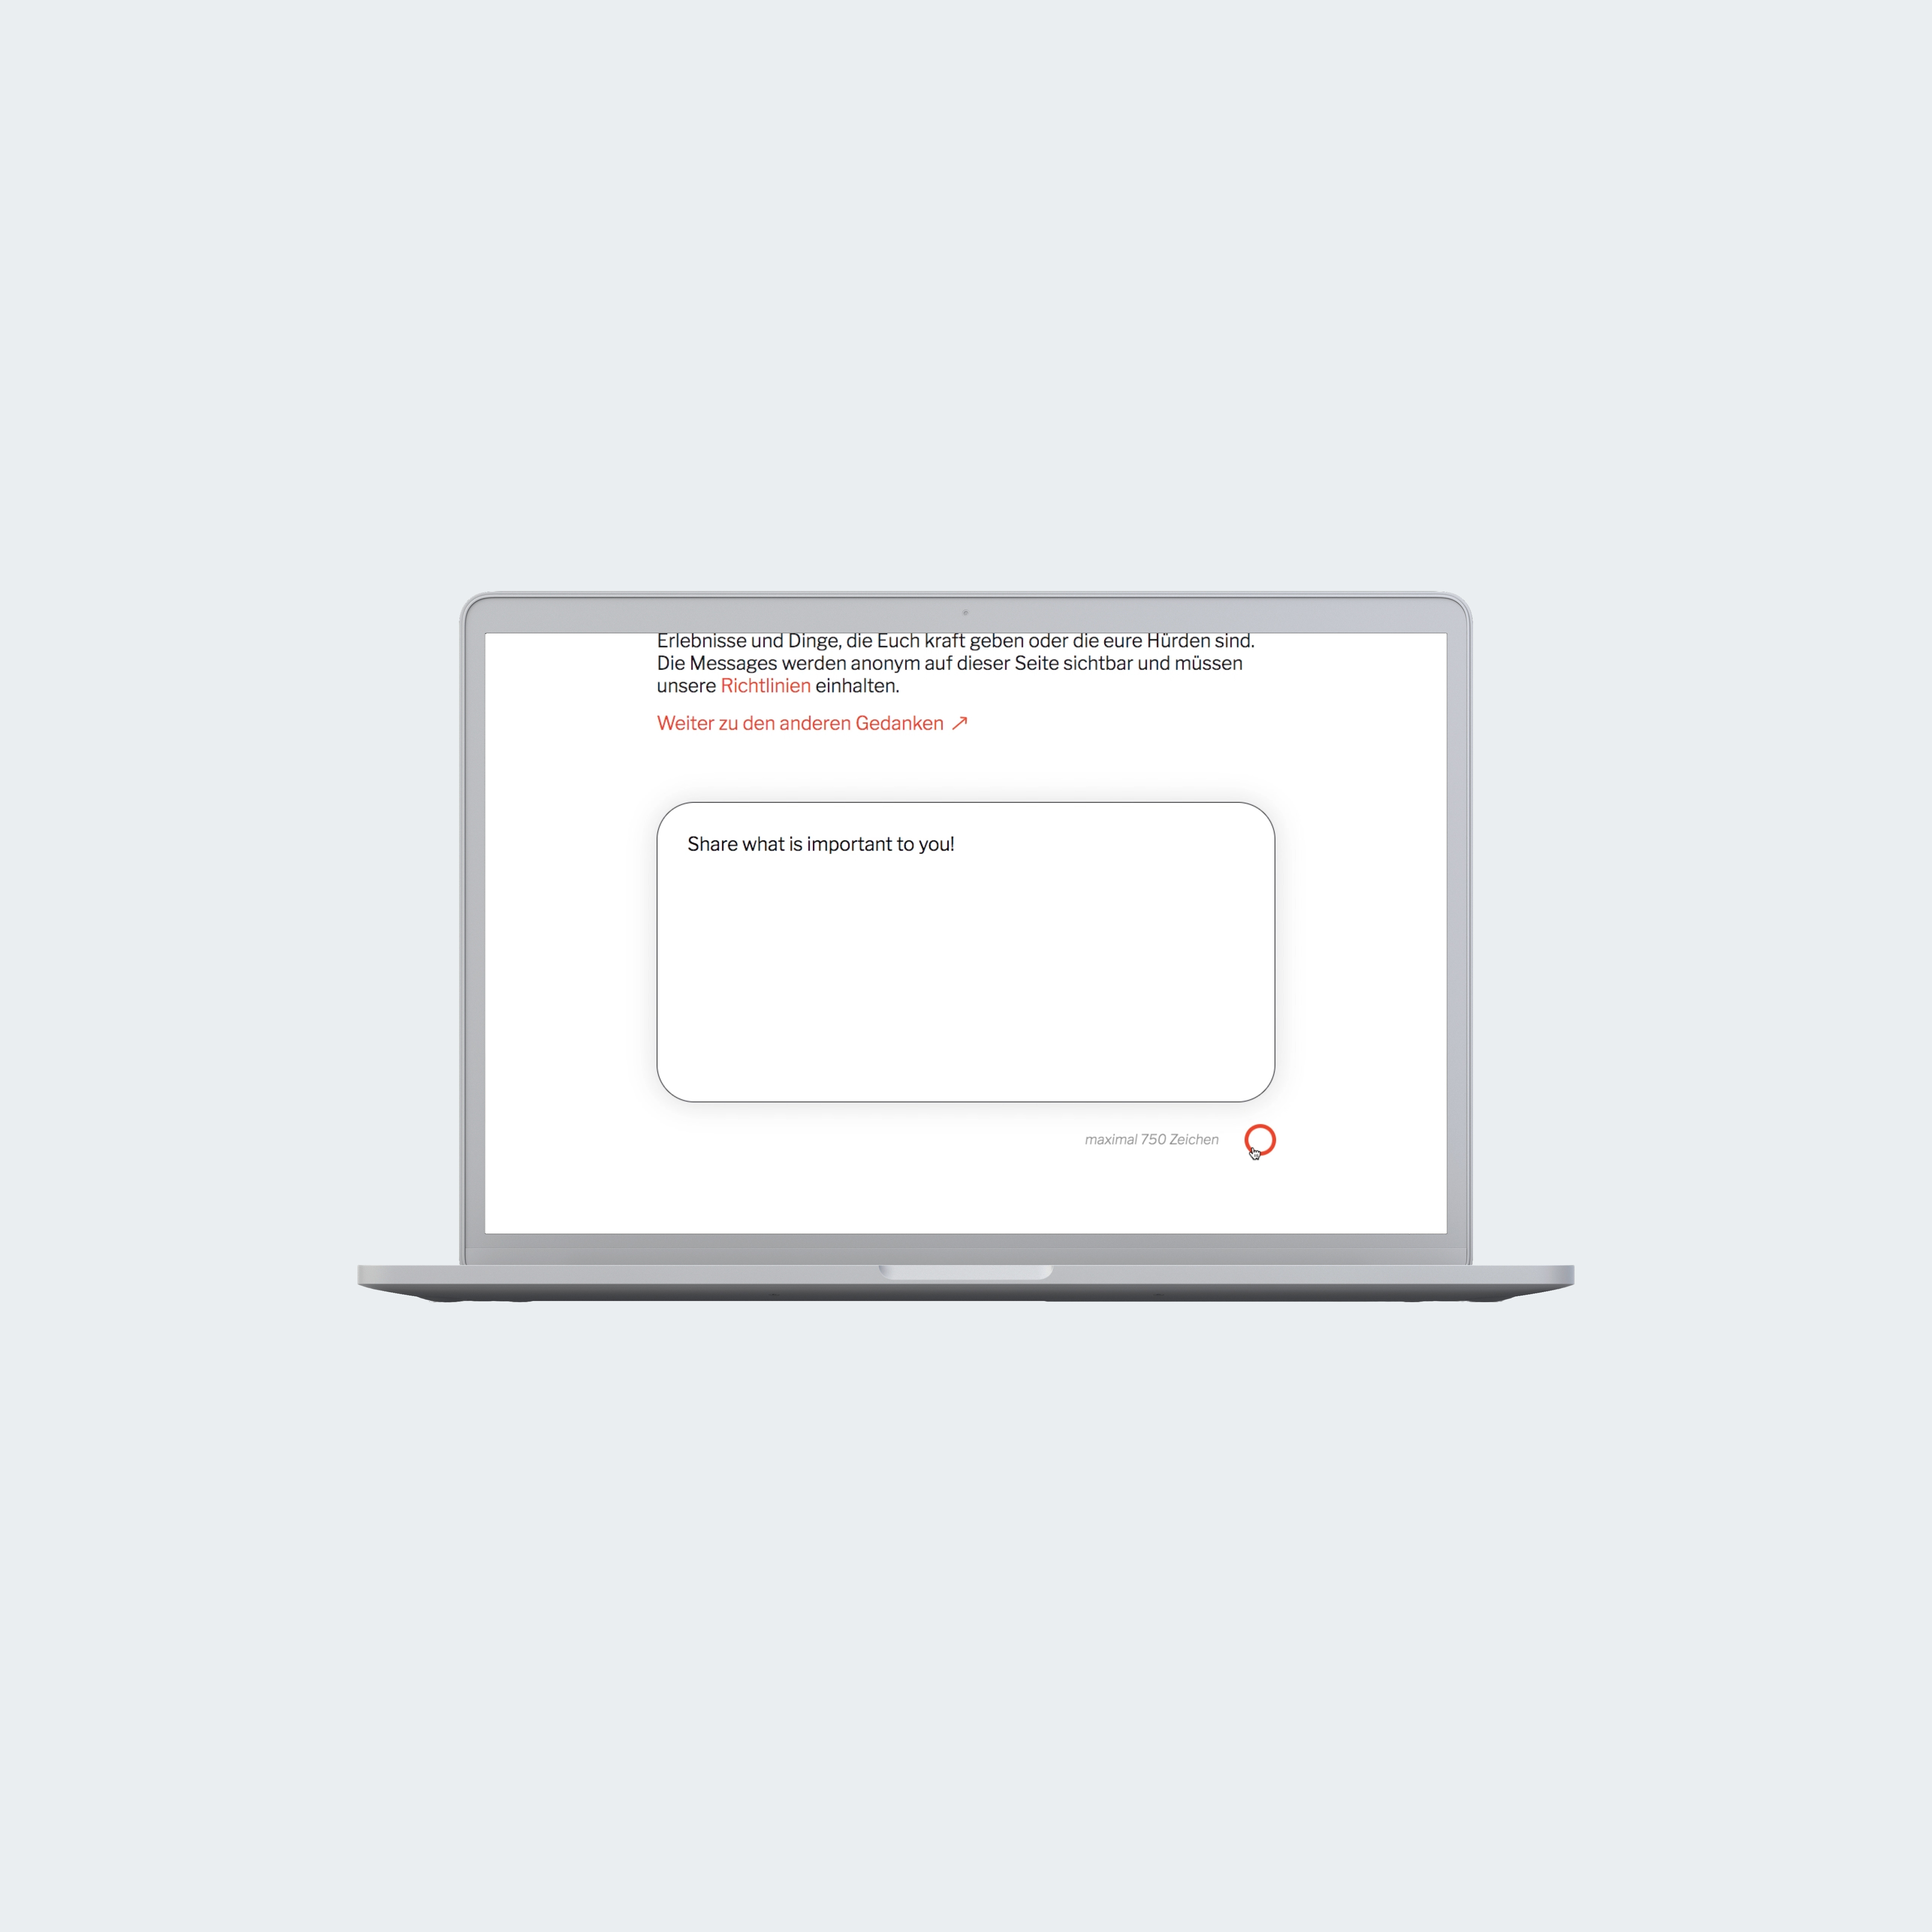 Erlebnisse und Dinge, die Euch kraft geben oder die eure Hürden sind.
Die Messages werden anonym auf dieser Seite sichtbar und müssen
unsere Richtlinien einhalten.
Weiter zu den anderen Gedanken ↗
Share what is important to you!
maximal 750 Zeichen